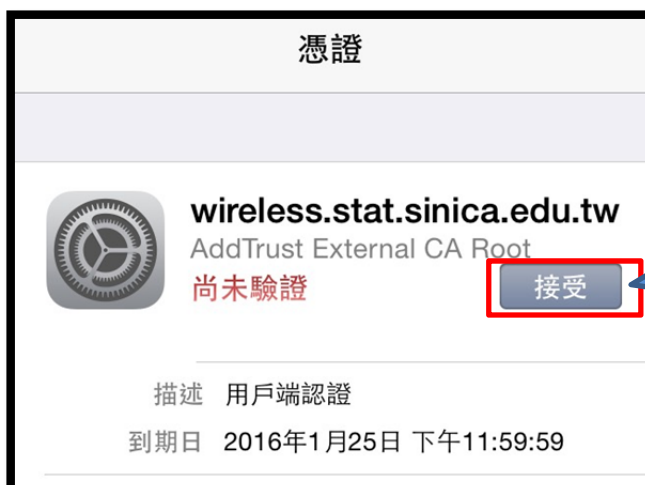 憑證
wireless.stat.sinica.edu.tw
AddTrust External CA Root
尚未驗證
接受
描述 用戶端認證
到期日 2016年1月25日 下午11:59:59